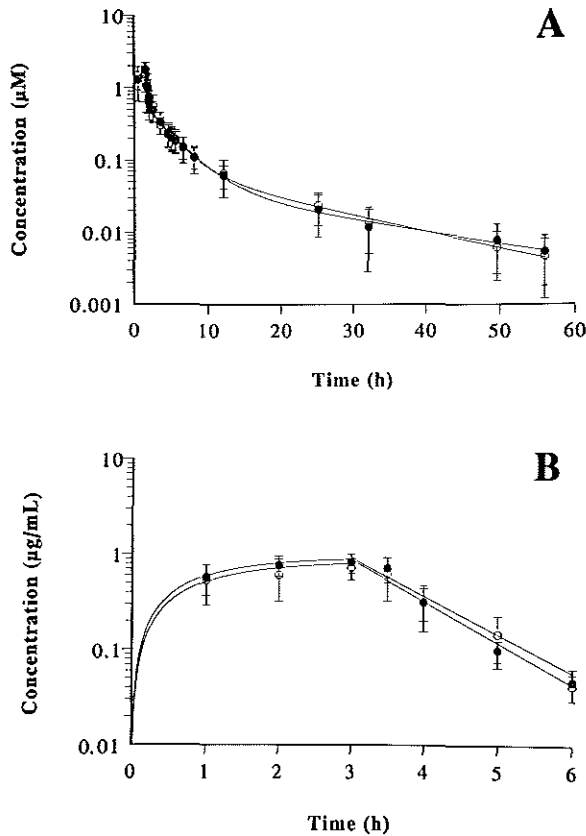 A
10
1
0.1
0.01
0.001
Concentration (µM)
0 10 20 30 40 50 60
Time (h)
B
10
1
0.1
0.01
Concentration (µg/mL)
0 1 2 3 4 5 6
Time (h)